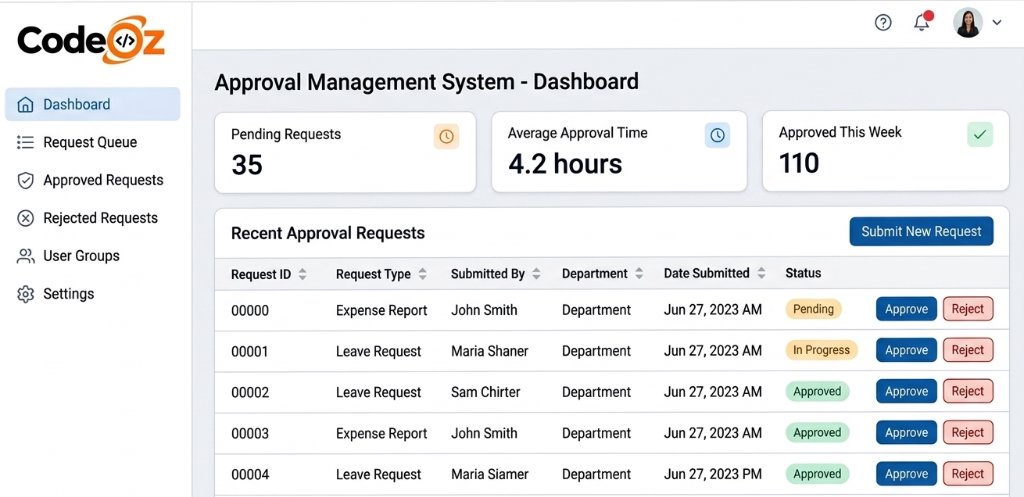 Code</>Oz
Dashboard
Request Queue
Approved Requests
Rejected Requests
User Groups
Settings
Approval Management System - Dashboard
Pending Requests
35
Average Approval Time
4.2 hours
Approved This Week
110
Recent Approval Requests
Submit New Request
Request ID Request Type Submitted By Department Date Submitted Status
00000 Expense Report John Smith Department Jun 27, 2023 AM Pending Approve Reject
00001 Leave Request Maria Shaner Department Jun 27, 2023 AM In Progress Approve Reject
00002 Leave Request Sam Chirter Department Jun 27, 2023 AM Approved Approve Reject
00003 Expense Report John Smith Department Jun 27, 2023 AM Approved Approve Reject
00004 Leave Request Maria Siamer Department Jun 27, 2023 PM Approved Approve Reject